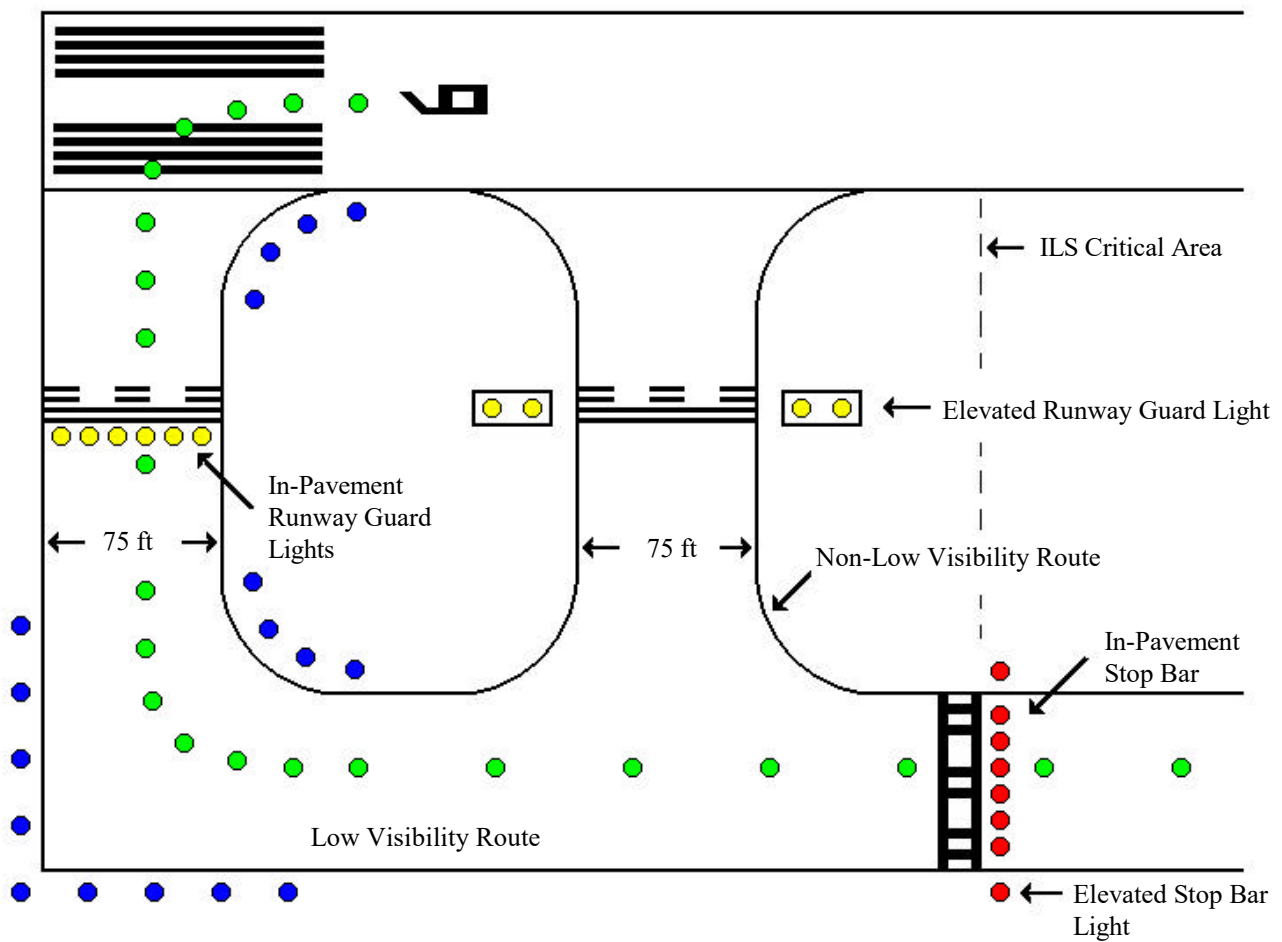 9
ILS Critical Area
Elevated Runway Guard Light
In-Pavement
Runway Guard
Lights
75 ft
75 ft
Non-Low Visibility Route
In-Pavement
Stop Bar
Low Visibility Route
Elevated Stop Bar
Light